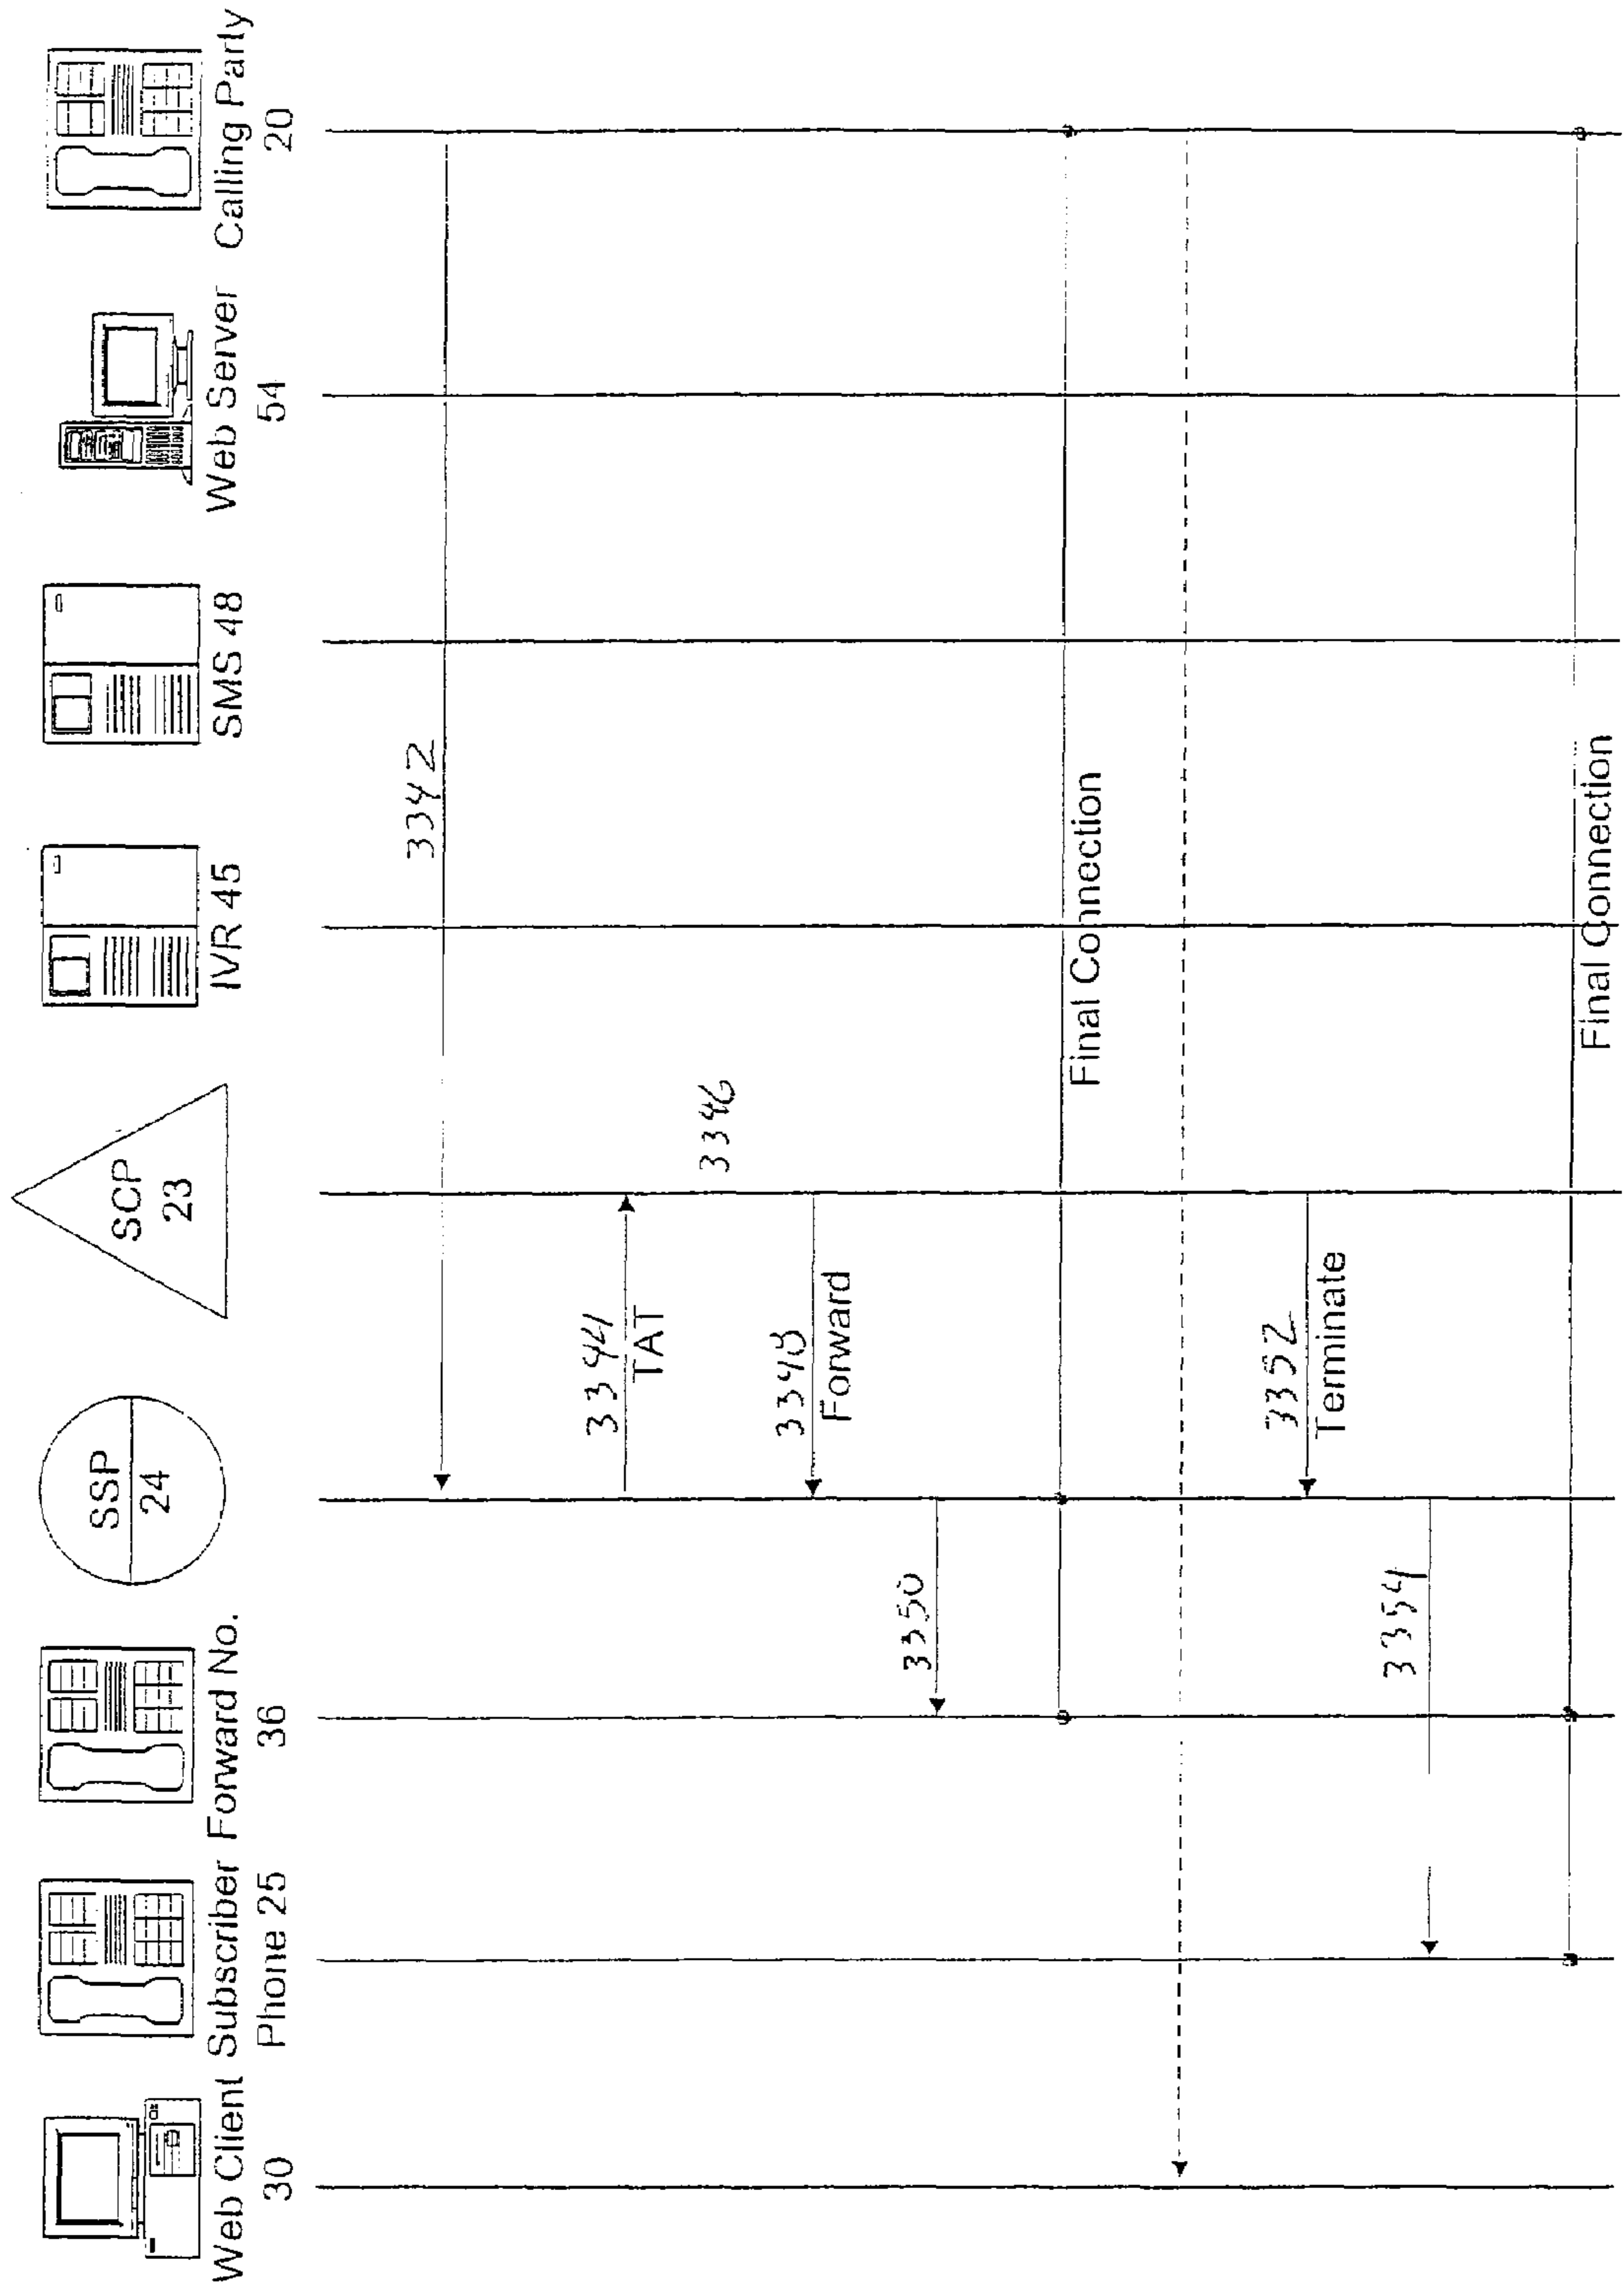 Web Client
30
Subscriber
Phone 25
Forward No.
36
SSP
24
SCP
23
IVR 45
SMS 48
Web Server
54
Calling Party
20
3342
3344
TAT
3346
3348
Forward
3350
Final Connection
3352
Terminate
3354
Final Connection